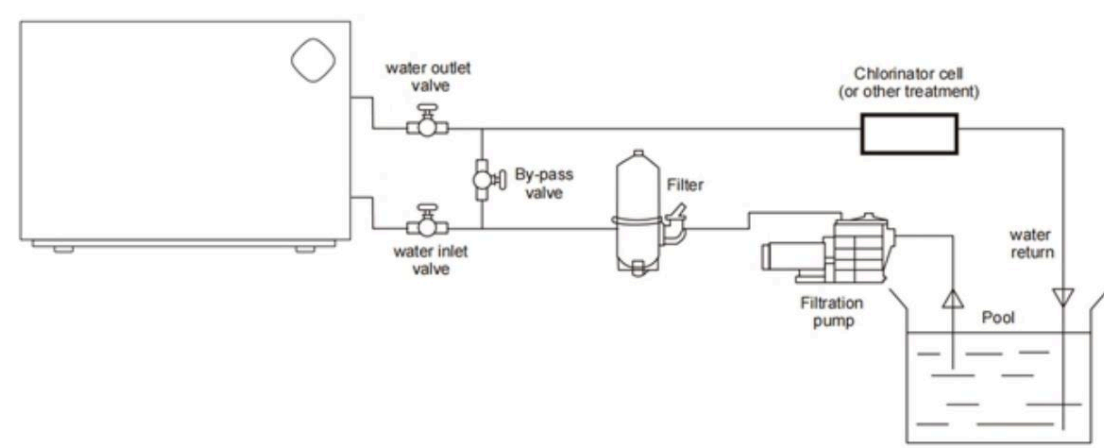 water outlet
valve
Chlorinator cell
(or other treatment)
By-pass
valve
Filter
water inlet
valve
water
return
Filtration
pump
Pool